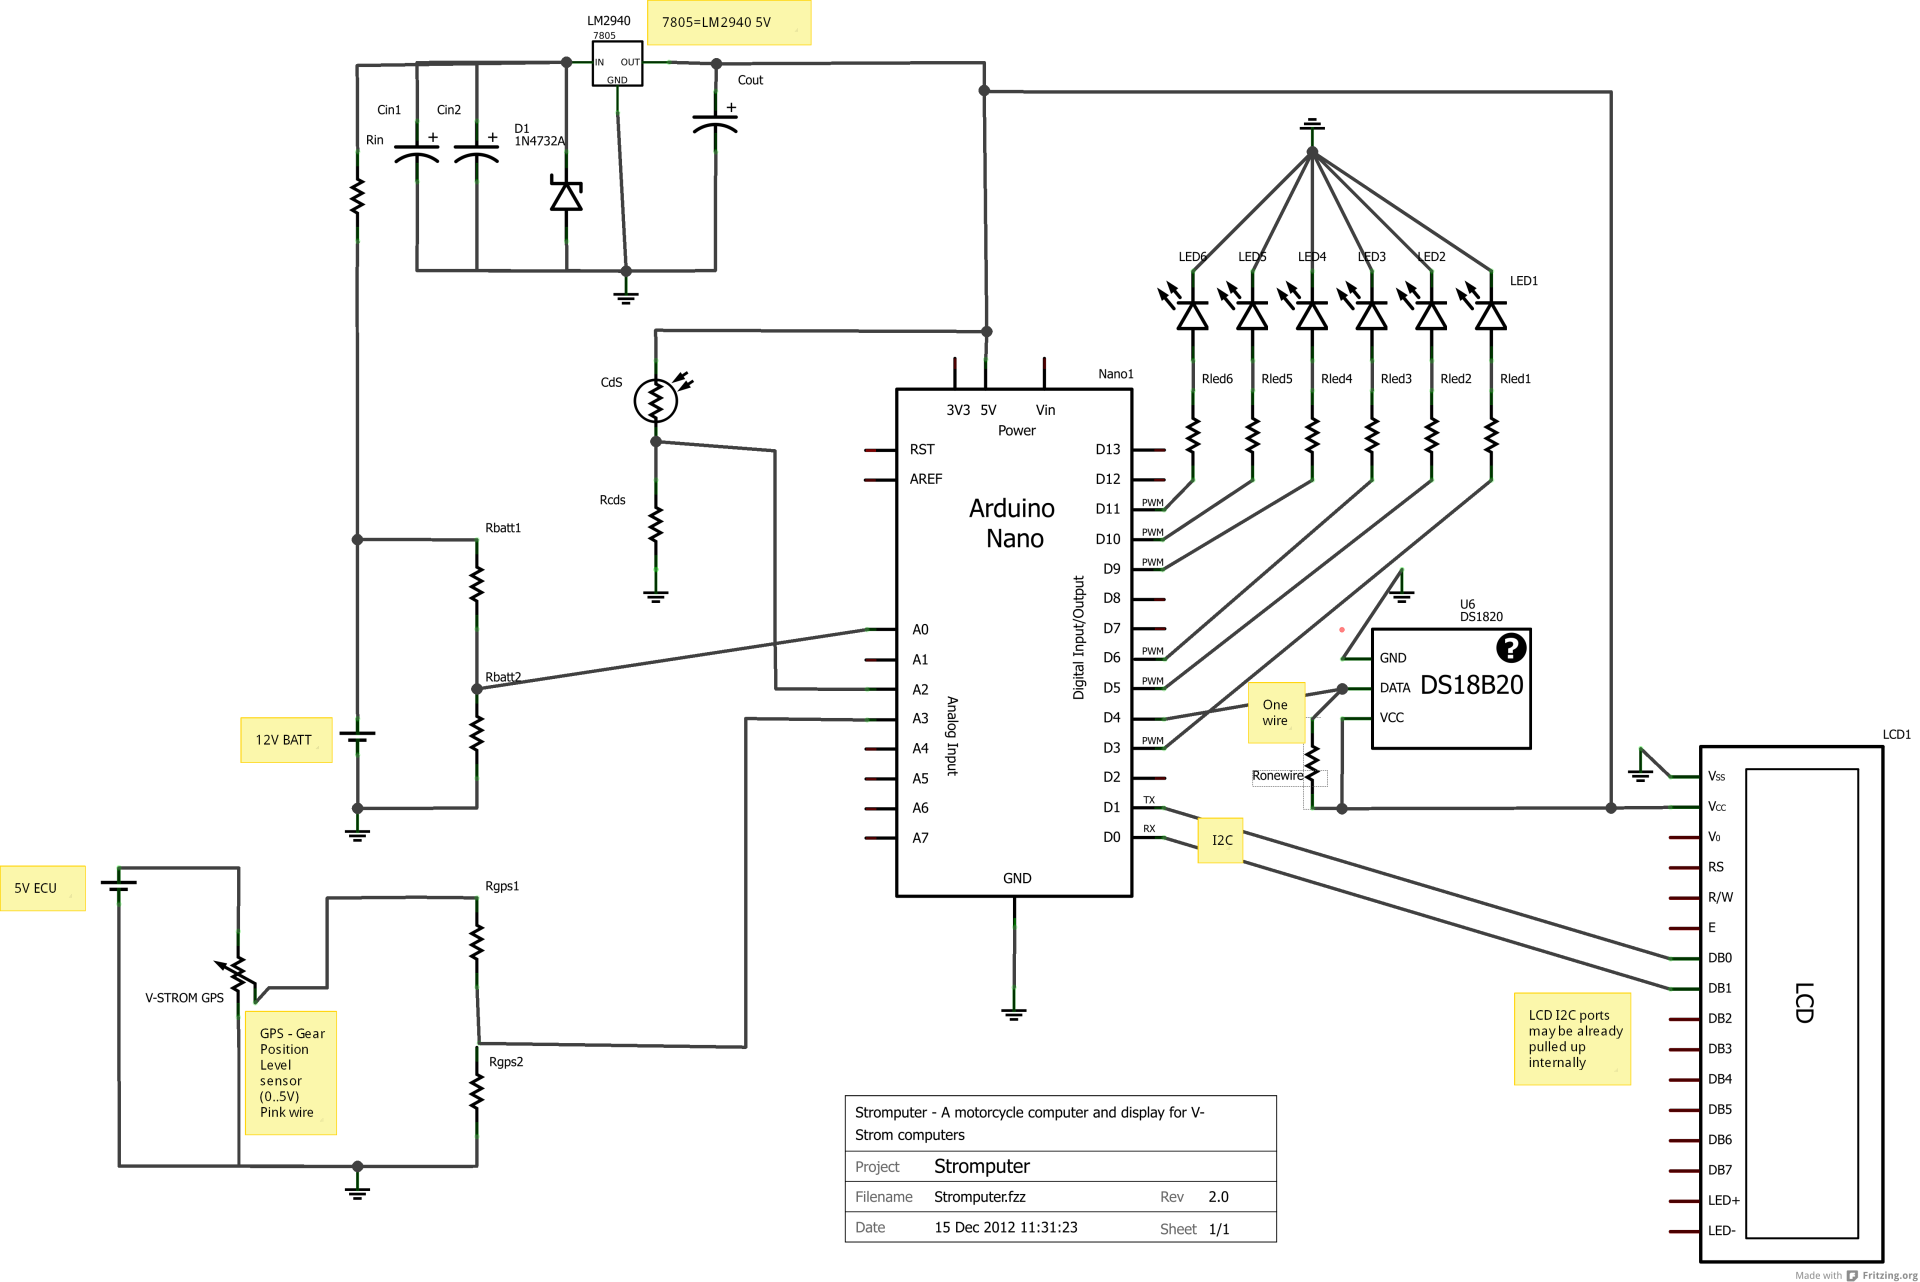 LM2940
7805
7805=LM2940 5V
IN
OUT
GND
Cout
Cin1
Cin2
Rin
D1
1N4732A
LED6
LED5
LED4
LED3
LED2
LED1
Rled6
Rled5
Rled4
Rled3
Rled2
Rled1
CdS
Rcds
Nano1
3V3
5V
Vin
Power
RST
AREF
Arduino
Nano
D13
D12
D11
PWM
D10
PWM
D9
PWM
D8
D7
D6
PWM
D5
PWM
D4
D3
PWM
D2
D1
TX
D0
RX
Digital Input/Output
A0
A1
A2
A3
A4
A5
A6
A7
Analog Input
GND
Rbatt1
Rbatt2
12V BATT
5V ECU
Rgps1
Rgps2
V-STROM GPS
GPS - Gear
Position
Level
sensor
(0..5V)
Pink wire
U6
DS1820
?
GND
DATA
VCC
DS18B20
One
wire
Ronewire
I2C
LCD1
Vss
Vcc
V0
RS
R/W
E
DB0
DB1
DB2
DB3
DB4
DB5
DB6
DB7
LED+
LED-
LCD
LCD I2C ports
may be already
pulled up
internally
Stromputer - A motorcycle computer and display for V-
Strom computers
Project Stromputer
Filename Stromputer.fzz Rev 2.0
Date 15 Dec 2012 11:31:23 Sheet 1/1
Made with Fritzing.org